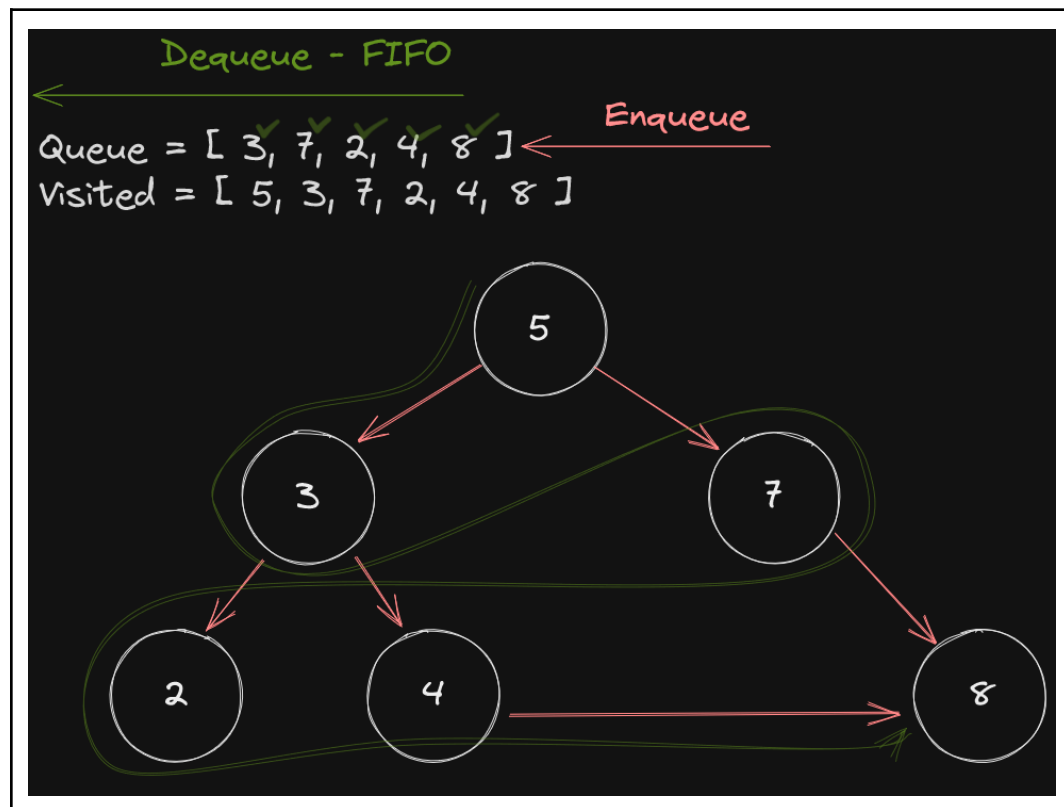 Dequeue - FIFO
Enqueue
Queue = [ 3, 7, 2, 4, 8 ]
Visited = [ 5, 3, 7, 2, 4, 8 ]
5
3
7
2
4
8